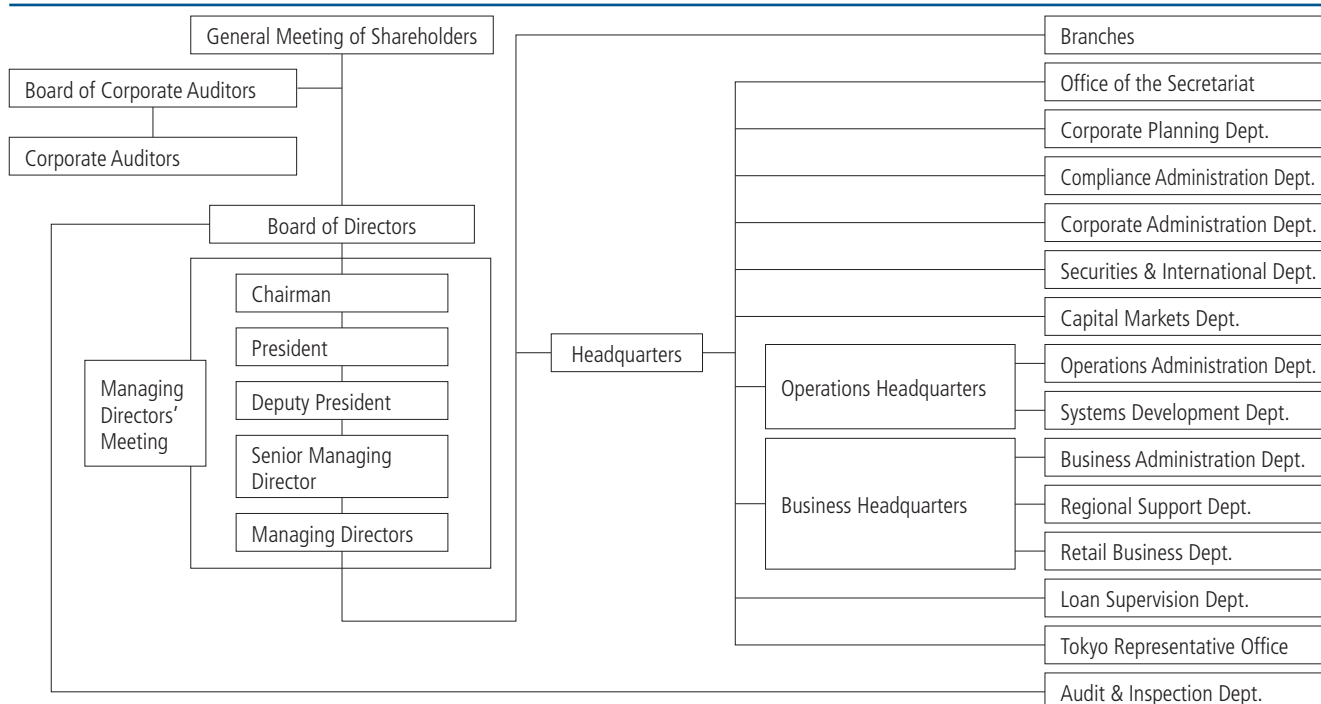 General Meeting of Shareholders
Board of Corporate Auditors
Corporate Auditors
Board of Directors
Chairman
President
Deputy President
Senior Managing
Director
Managing Directors
Managing
Directors’
Meeting
Headquarters
Operations Headquarters
Business Headquarters
Branches
Office of the Secretariat
Corporate Planning Dept.
Compliance Administration Dept.
Corporate Administration Dept.
Securities & International Dept.
Capital Markets Dept.
Operations Administration Dept.
Systems Development Dept.
Business Administration Dept.
Regional Support Dept.
Retail Business Dept.
Loan Supervision Dept.
Tokyo Representative Office
Audit & Inspection Dept.